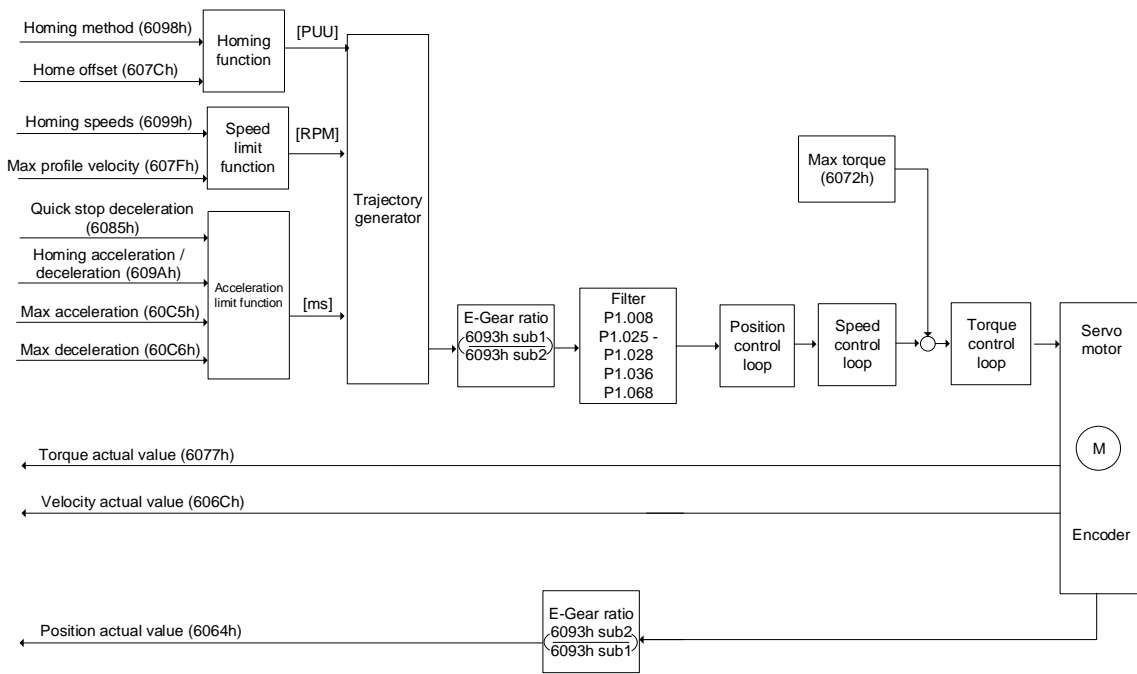 Homing method (6098h)
Home offset (607Ch)
Homing
function
[PUU]
Homing speeds (6099h)
Max profile velocity (607Fh)
Speed
limit
function
[RPM]
Quick stop deceleration
(6085h)
Homing acceleration /
deceleration (609Ah)
Max acceleration (60C5h)
Max deceleration (60C6h)
Acceleration
limit function
[ms]
Trajectory
generator
E-Gear ratio
(6093h sub1
6093h sub2)
Filter
P1.008
P1.025 -
P1.028
P1.036
P1.068
Position
control
loop
Speed
control
loop
Max torque
(6072h)
Torque
control
loop
Servo
motor
M
Encoder
Torque actual value (6077h)
Velocity actual value (606Ch)
Position actual value (6064h)
E-Gear ratio
(6093h sub2
6093h sub1)